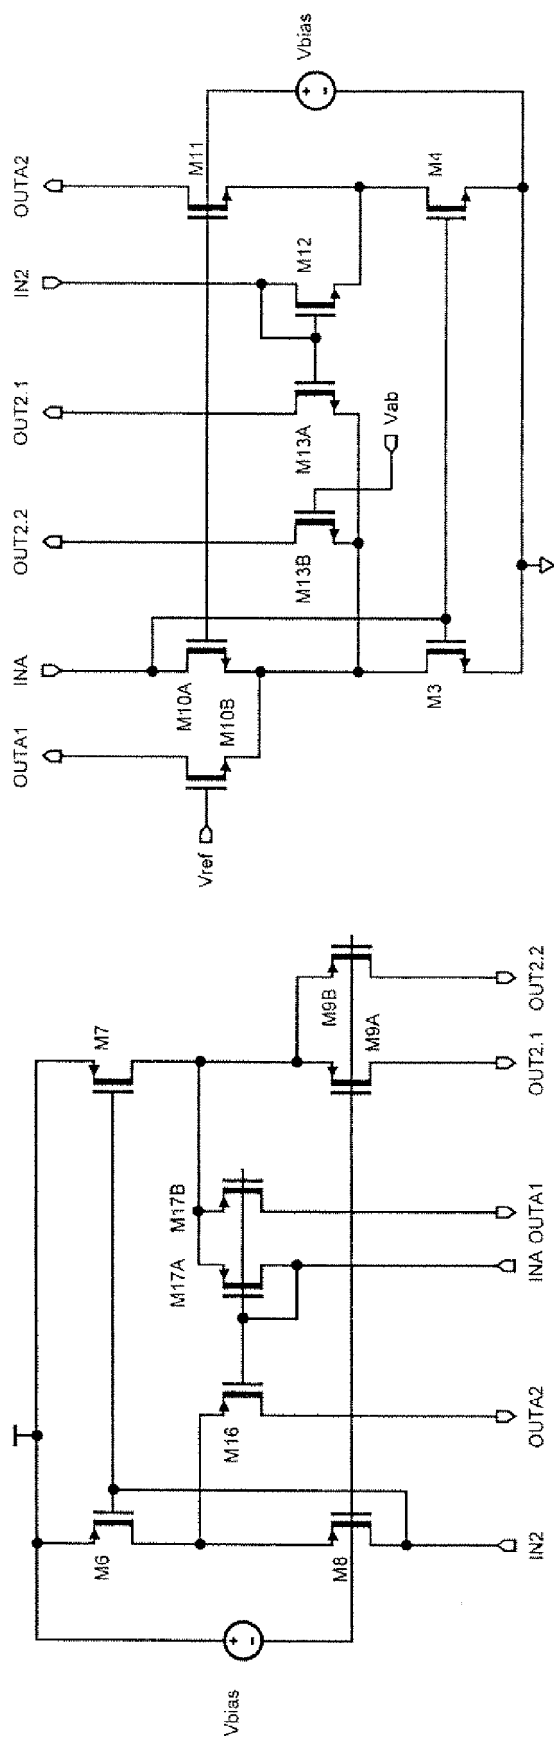 M6
M7
M17A
M17B
Vbias
M16
M8
M9B
M9A
IN2
OUTA2
INA
OUTA1
OUT2.1
OUT2.2
OUTA1
INA
OUT2.2
OUT2.1
IN2
OUTA2
M10A
M11
Vref
M10B
M13B
M13A
M12
Vbias
Vab
M3
M4